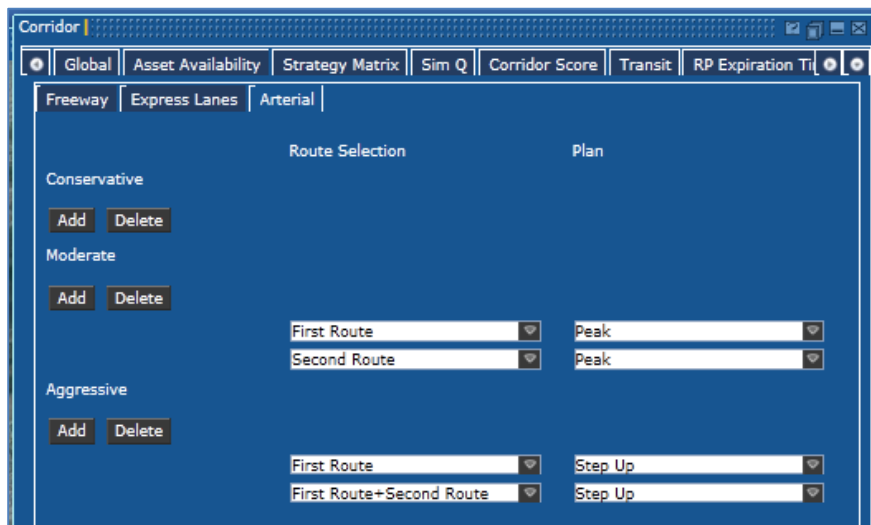 Corridor
Global Asset Availability Strategy Matrix Sim Q Corridor Score Transit RP Expiration
Freeway Express Lanes Arterial
Route Selection Plan
Conservative
Add Delete
Moderate
Add Delete
First Route Peak
Second Route Peak
Aggressive
Add Delete
First Route Step Up
First Route+Second Route Step Up